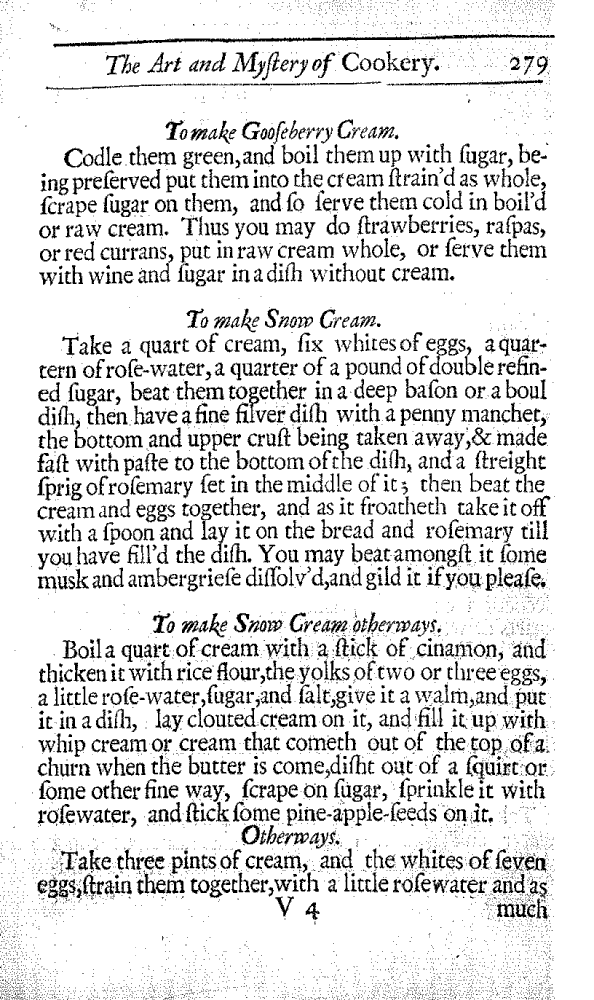 The Art and Myſtery of Cookery. 279
To make Gooſeberry Cream.
Codle them green, and boil them up with ſugar, be-
ing preſerved put them into the cream ſtrain'd as whole,
ſcrape ſugar on them, and ſo ſerve them cold in boil'd
or raw cream. Thus you may do ſtrawberries, raſpas,
or red currans, put in raw cream whole, or ſerve them
with wine and ſugar in a diſh without cream.
To make Snow Cream.
Take a quart of cream, ſix whites of eggs, a quar-
tern of roſe-water, a quarter of a pound of double refin-
ed ſugar, beat them together in a deep baſon or a boul
diſh, then have a fine ſilver diſh with a penny manchet,
the bottom and upper cruſt being taken away, & made
faſt with paſte to the bottom of the diſh, and a ſtreight
ſprig of roſemary ſet in the middle of it; then beat the
cream and eggs together, and as it froatheth take it off
with a ſpoon and lay it on the bread and roſemary till
you have fill'd the diſh. You may beat amongſt it ſome
musk and ambergrieſe diſſolv'd, and gild it if you pleaſe.
To make Snow Cream otherways.
Boil a quart of cream with a ſtick of cinamon, and
thicken it with rice flour, the yolks of two or three eggs,
a little roſe-water, ſugar, and ſalt, give it a walm, and put
it in a diſh, lay clouted cream on it, and fill it up with
whip cream or cream that cometh out of the top of a
churn when the butter is come, diſht out of a ſquirt or
ſome other fine way, ſcrape on ſugar, ſprinkle it with
roſewater, and ſtick ſome pine-apple-ſeeds on it.
Otherways.
Take three pints of cream, and the whites of ſeven
eggs, ſtrain them together, with a little roſewater and as
V 4 much